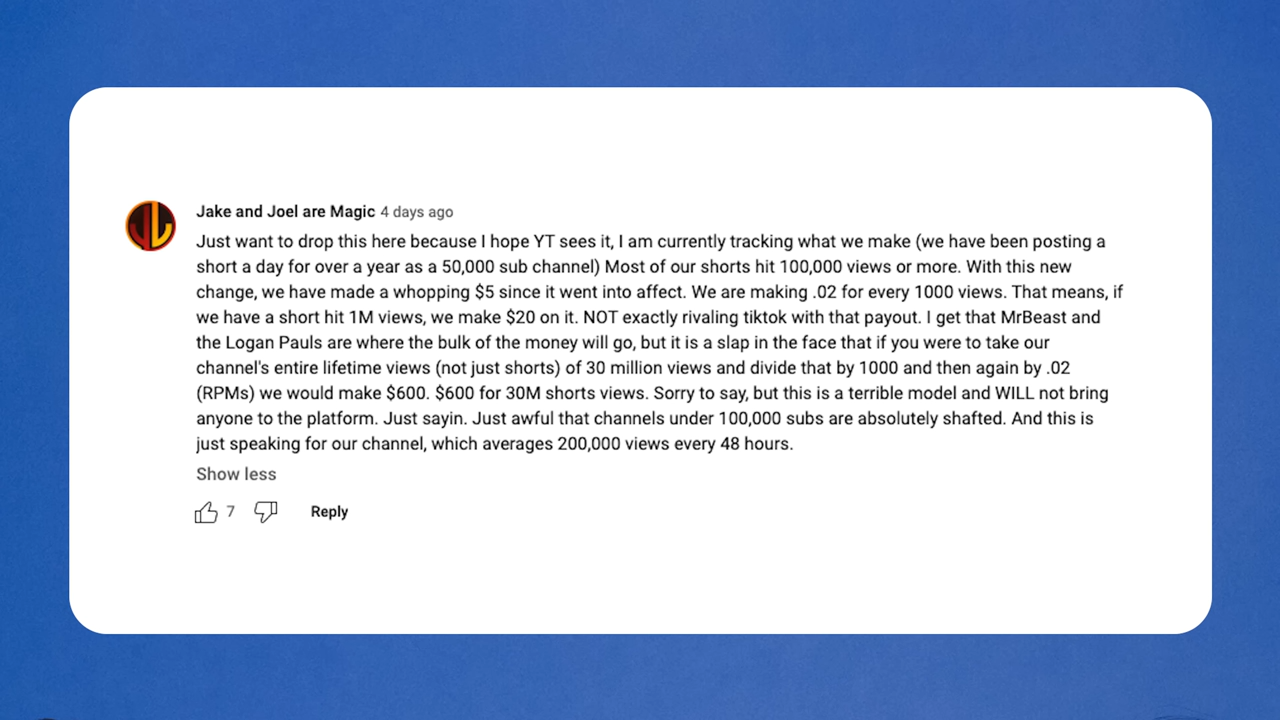 Jake and Joel are Magic 4 days ago
Just want to drop this here because I hope YT sees it, I am currently tracking what we make (we have been posting a
short a day for over a year as a 50,000 sub channel) Most of our shorts hit 100,000 views or more. With this new
change, we have made a whopping $5 since it went into affect. We are making .02 for every 1000 views. That means, if
we have a short hit 1M views, we make $20 on it. NOT exactly rivaling tiktok with that payout. I get that MrBeast and
the Logan Pauls are where the bulk of the money will go, but it is a slap in the face that if you were to take our
channel's entire lifetime views (not just shorts) of 30 million views and divide that by 1000 and then again by .02
(RPMs) we would make $600. $600 for 30M shorts views. Sorry to say, but this is a terrible model and WILL not bring
anyone to the platform. Just sayin. Just awful that channels under 100,000 subs are absolutely shafted. And this is
just speaking for our channel, which averages 200,000 views every 48 hours.
Show less
7 Reply